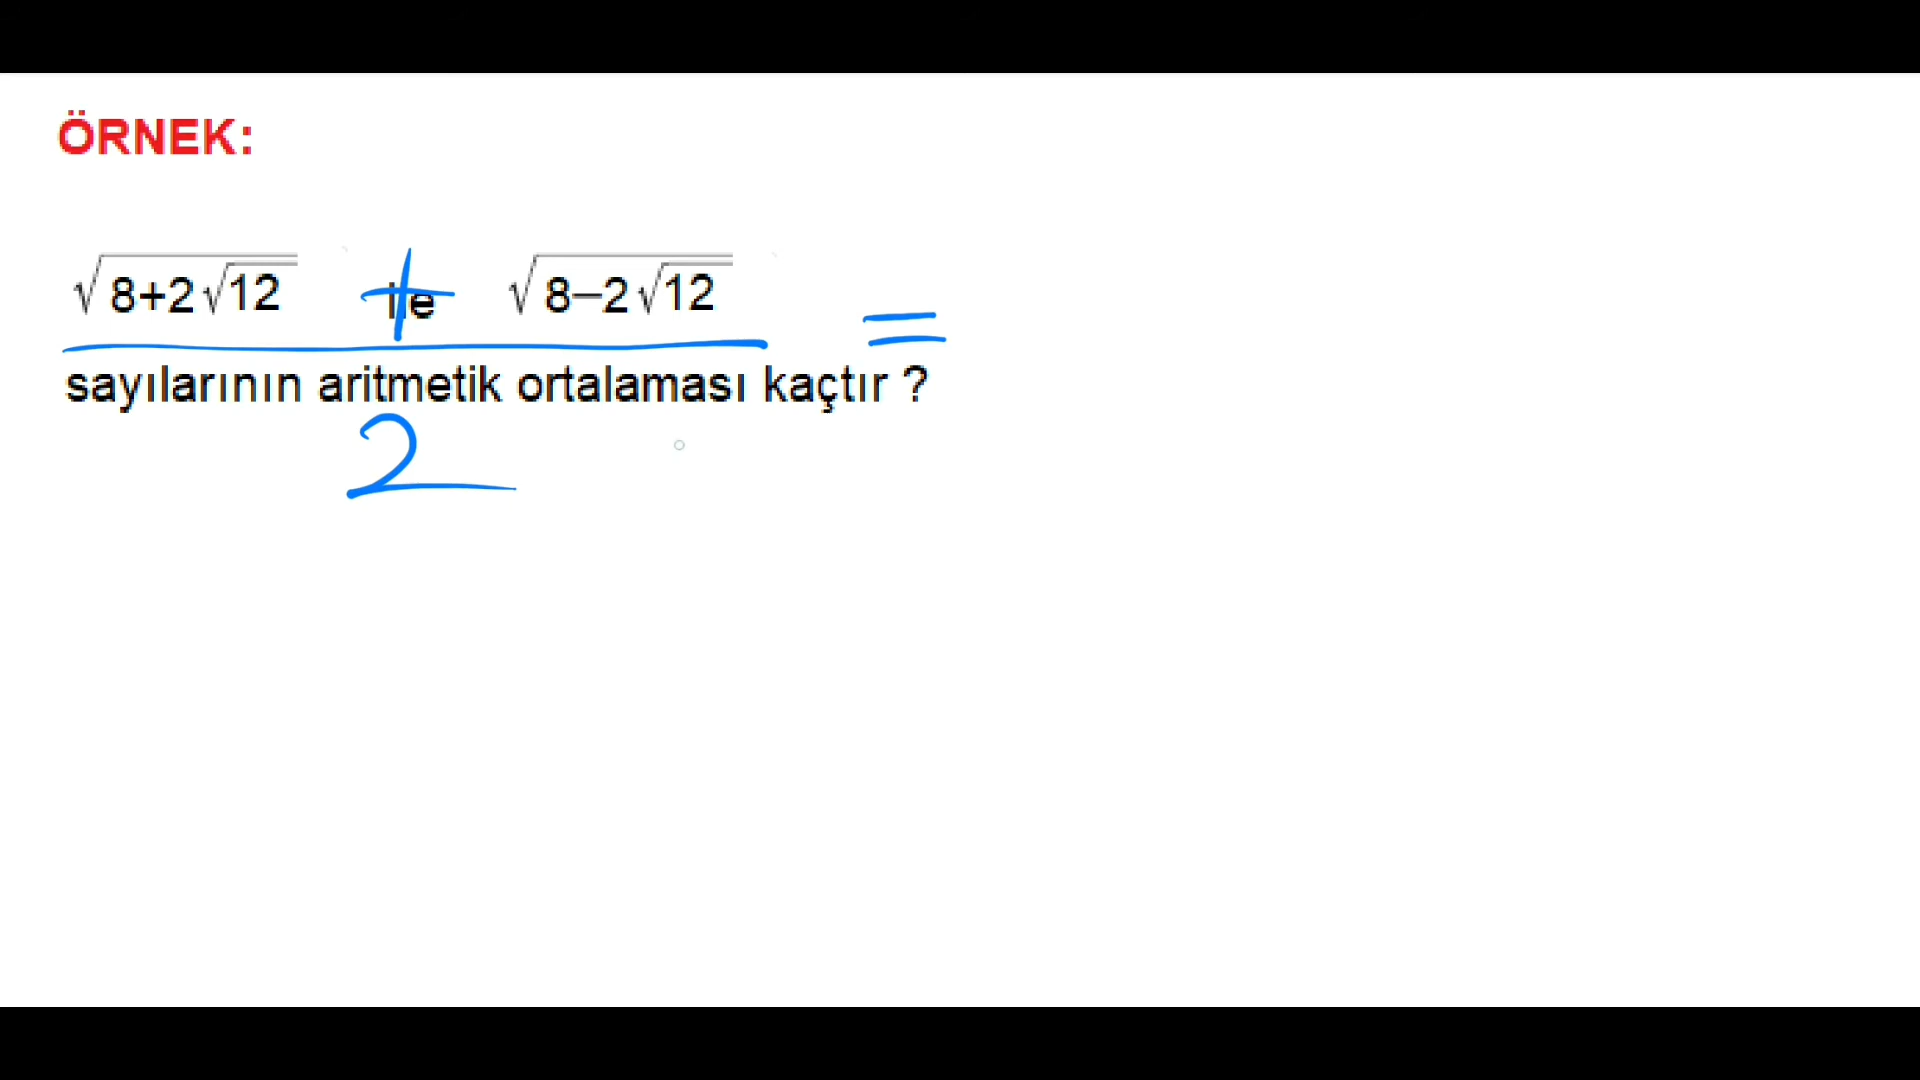 ÖRNEK:
√8+2√12 ile + √8−2√12 =
sayılarının aritmetik ortalaması kaçtır ?
2